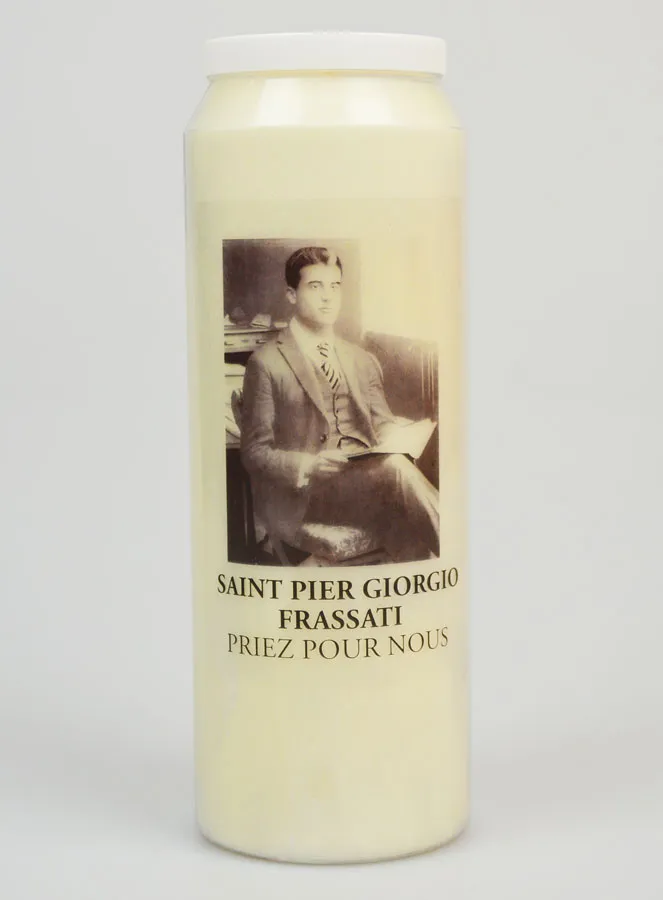 SAINT PIER GIORGIO
FRASSATI
PRIEZ POUR NOUS